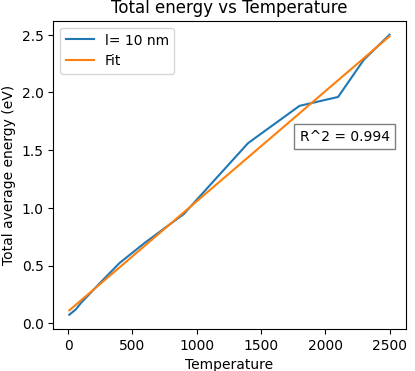 Total energy vs Temperature
l= 10 nm
Fit
R^2 = 0.994
Total average energy (eV)
2.5
2.0
1.5
1.0
0.5
0.0
0 500 1000 1500 2000 2500
Temperature